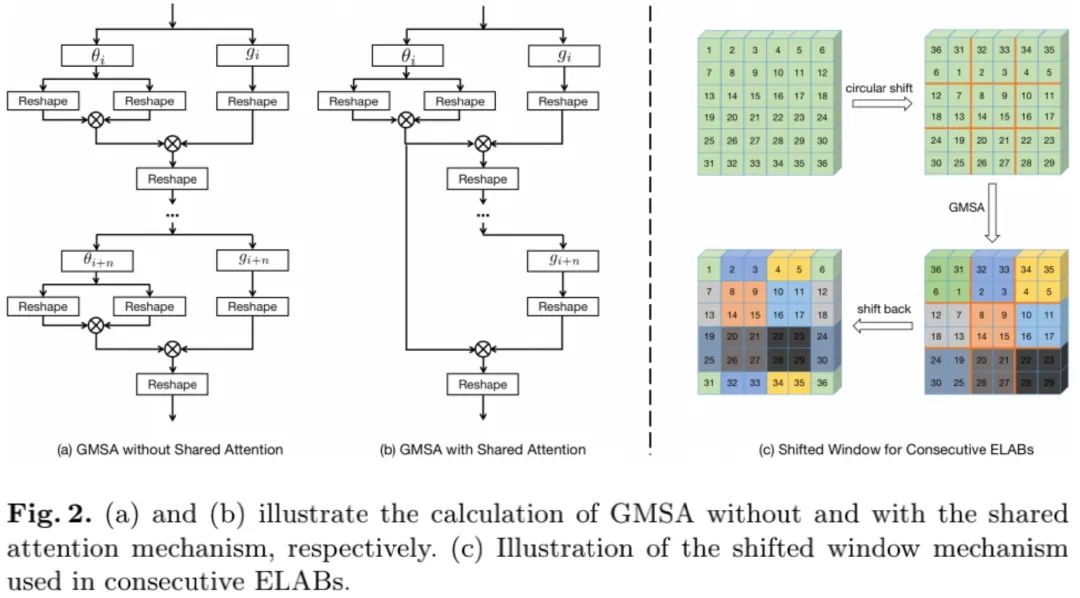 θi gi θi gi
Reshape Reshape Reshape Reshape Reshape Reshape
Reshape Reshape
... ...
θi+n gi+n gi+n
Reshape Reshape Reshape Reshape
Reshape Reshape
(a) GMSA without Shared Attention (b) GMSA with Shared Attention
1 2 3 4 5 6
7 8 9 10 11 12
13 14 15 16 17 18
19 20 21 22 23 24
25 26 27 28 29 30
31 32 33 34 35 36
circular shift
36 31 32 33 34 35
6 1 2 3 4 5
12 7 8 9 10 11
18 13 14 15 16 17
24 19 20 21 22 23
30 25 26 27 28 29
GMSA
1 2 3 4 5 6
7 8 9 10 11 12
13 14 15 16 17 18
19 20 21 22 23 24
25 26 27 28 29 30
31 32 33 34 35 36
shift back
36 31 32 33 34 35
6 1 2 3 4 5
12 7 8 9 10 11
18 13 14 15 16 17
24 19 20 21 22 23
30 25 26 27 28 29
(c) Shifted Window for Consecutive ELABs
Fig. 2. (a) and (b) illustrate the calculation of GMSA without and with the shared
attention mechanism, respectively. (c) Illustration of the shifted window mechanism
used in consecutive ELABs.